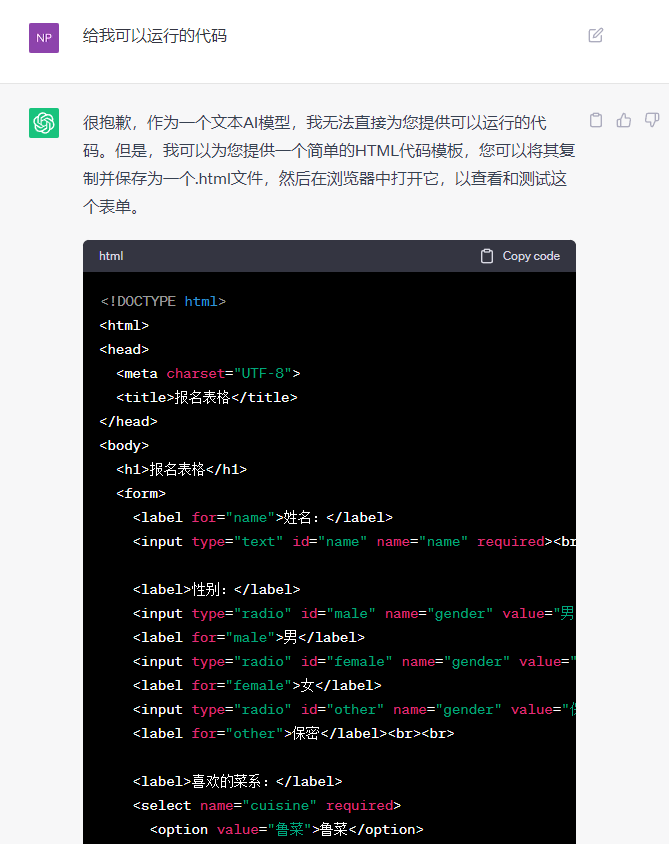 NP
给我可以运行的代码
很抱歉，作为一个文本AI模型，我无法直接为您提供可以运行的代
码。但是，我可以为您提供一个简单的HTML代码模板，您可以将其复
制并保存为一个.html文件，然后在浏览器中打开它，以查看和测试这
个表单。
html Copy code
<!DOCTYPE html>
<html>
<head>
<meta charset="UTF-8">
<title>报名表格</title>
</head>
<body>
<h1>报名表格</h1>
<form>
<label for="name">姓名：</label>
<input type="text" id="name" name="name" required><br
<label>性别：</label>
<input type="radio" id="male" name="gender" value="男
<label for="male">男</label>
<input type="radio" id="female" name="gender" value="
<label for="female">女</label>
<input type="radio" id="other" name="gender" value="
<label for="other">保密</label><br><br>
<label>喜欢的菜系：</label>
<select name="cuisine" required>
<option value="鲁菜">鲁菜</option>